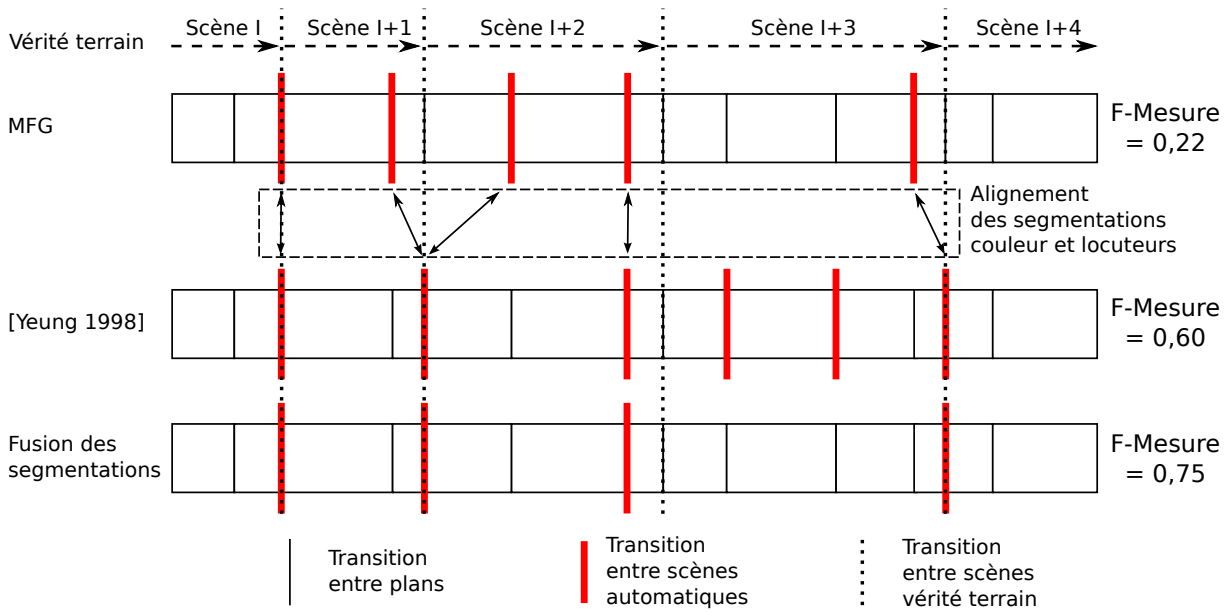 Vérité terrain
Scène I
Scène I+1
Scène I+2
Scène I+3
Scène I+4
MFG
F-Mesure
= 0,22
Alignement
des segmentations
couleur et locuteurs
[Yeung 1998]
F-Mesure
= 0,60
Fusion des
segmentations
F-Mesure
= 0,75
Transition
entre plans
Transition
entre scènes
automatiques
Transition
entre scènes
vérité terrain